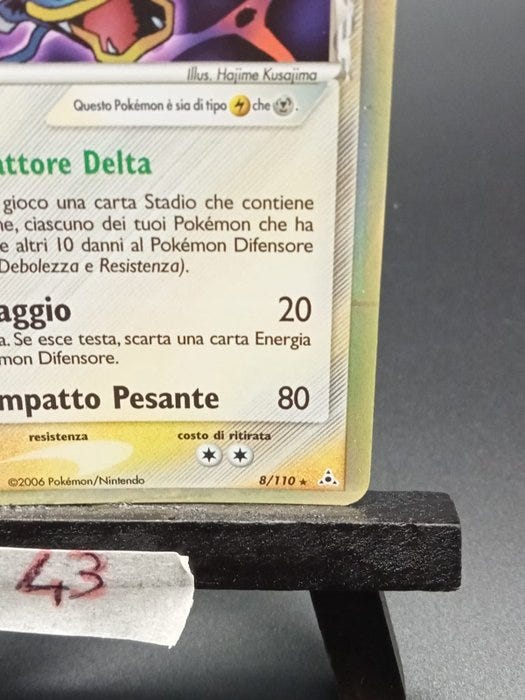 Illus. Hajime Kusajima
Questo Pokémon è sia di tipo che .
attore Delta
gioco una carta Stadio che contiene
ne, ciascuno dei tuoi Pokémon che ha
e altri 10 danni al Pokémon Difensore
Debolezza e Resistenza).
aggio 20
a. Se esce testa, scarta una carta Energia
mon Difensore.
mpatto Pesante 80
resistenza costo di ritirata
©2006 Pokémon/Nintendo 8/110 ★
43